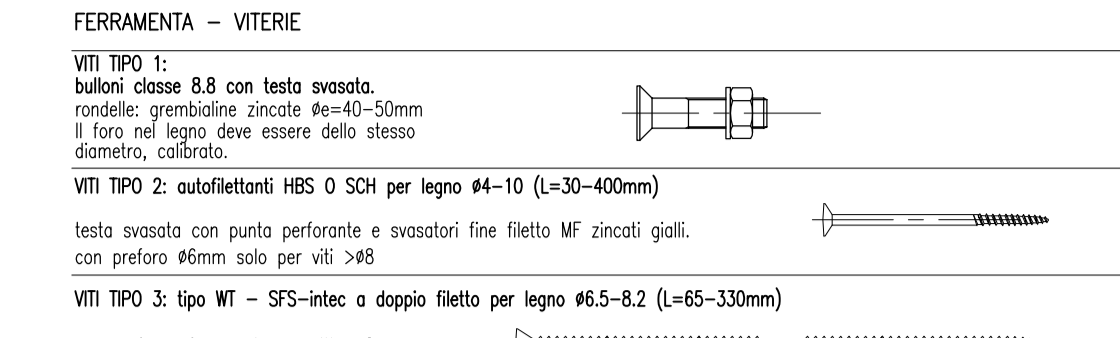 FERRAMENTA - VITERIE
VITI TIPO 1:
bulloni classe 8.8 con testa svasata.
rondelle: grembialine zincate øe=40-50mm
Il foro nel legno deve essere dello stesso
diametro, calibrato.
VITI TIPO 2: autofilettanti HBS O SCH per legno ø4-10 (L=30-400mm)
testa svasata con punta perforante e svasatori fine filetto MF zincati gialli.
con preforo ø6mm solo per viti >ø8
VITI TIPO 3: tipo WT - SFS-intec a doppio filetto per legno ø6.5-8.2 (L=65-330mm)